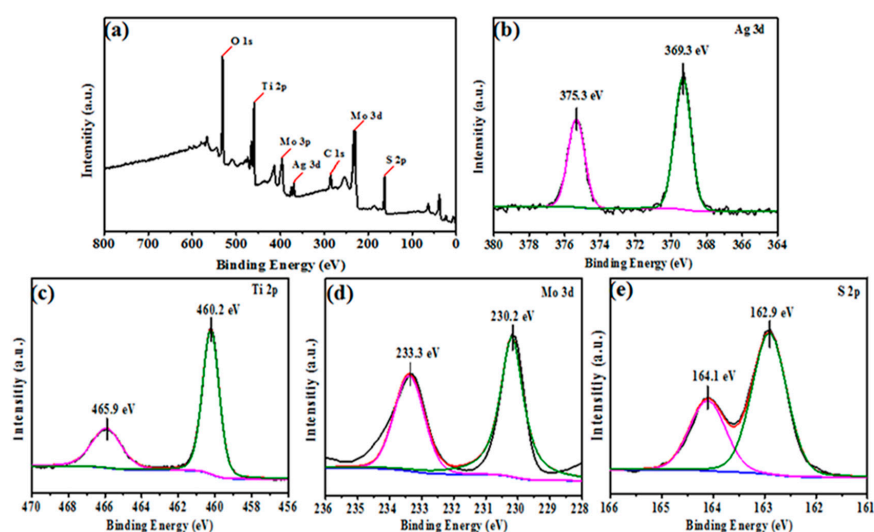 (a)
O 1s
Ti 2p
Mo 3p
Ag 3d
C 1s
Mo 3d
S 2p
Intensitiy (a.u.)
800 700 600 500 400 300 200 100 0
Binding Energy (eV)
(b)
Ag 3d
375.3 eV
369.3 eV
Intensitiy (a.u.)
380 378 376 374 372 370 368 366 364
Binding Energy (eV)
(c)
Ti 2p
465.9 eV
460.2 eV
Intensitiy (a.u.)
470 468 466 464 462 460 458 456
Binding Energy (eV)
(d)
Mo 3d
233.3 eV
230.2 eV
Intensitiy (a.u.)
236 235 234 233 232 231 230 229 228
Binding Energy (eV)
(e)
S 2p
164.1 eV
162.9 eV
Intensitiy (a.u.)
166 165 164 163 162 161
Binding Energy (eV)